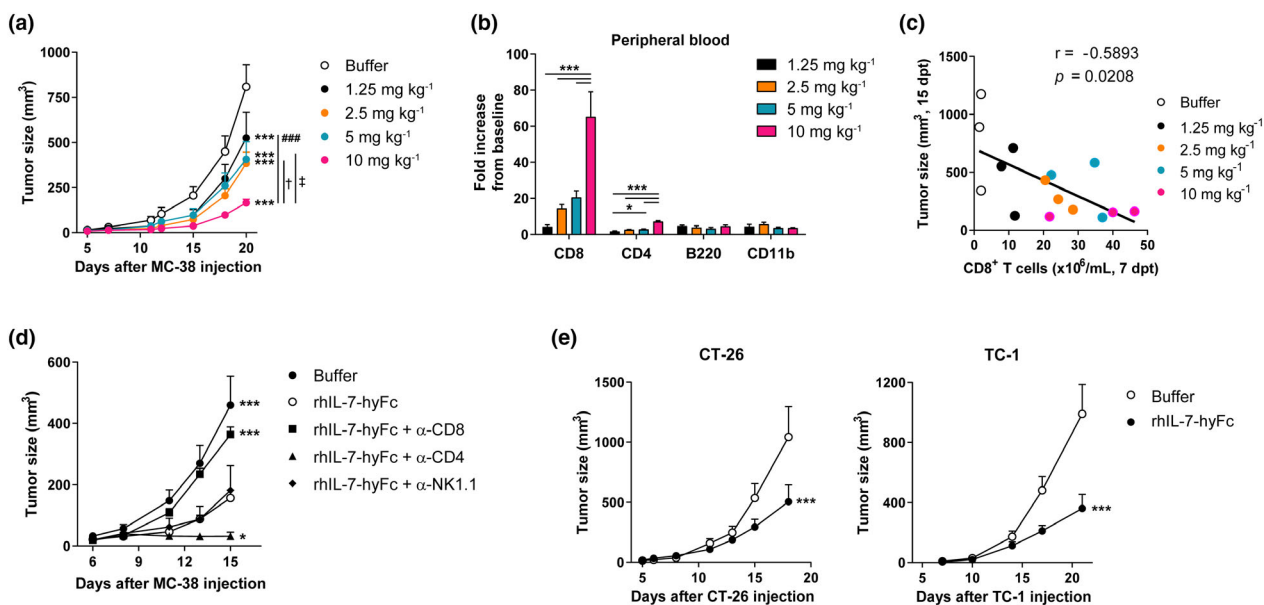 (a)
Tumor size (mm³)
1000
750
500
250
0
5
10
15
20
Days after MC-38 injection
Buffer
1.25 mg kg⁻¹
2.5 mg kg⁻¹
5 mg kg⁻¹
10 mg kg⁻¹
***
***
***
***
###
†
‡
(b)
Peripheral blood
Fold increase
from baseline
100
80
60
40
20
0
***
***
*
CD8
CD4
B220
CD11b
1.25 mg kg⁻¹
2.5 mg kg⁻¹
5 mg kg⁻¹
10 mg kg⁻¹
(c)
r = -0.5893
p = 0.0208
Tumor size (mm³, 15 dpt)
1500
1000
500
0
0
10
20
30
40
50
CD8⁺ T cells (x10⁶/mL, 7 dpt)
Buffer
1.25 mg kg⁻¹
2.5 mg kg⁻¹
5 mg kg⁻¹
10 mg kg⁻¹
(d)
Tumor size (mm³)
600
400
200
0
6
9
12
15
Days after MC-38 injection
***
***
*
Buffer
rhIL-7-hyFc
rhIL-7-hyFc + α-CD8
rhIL-7-hyFc + α-CD4
rhIL-7-hyFc + α-NK1.1
(e)
CT-26
Tumor size (mm³)
1500
1000
500
0
5
10
15
20
Days after CT-26 injection
***
TC-1
Tumor size (mm³)
1200
800
400
0
5
10
15
20
Days after TC-1 injection
***
Buffer
rhIL-7-hyFc